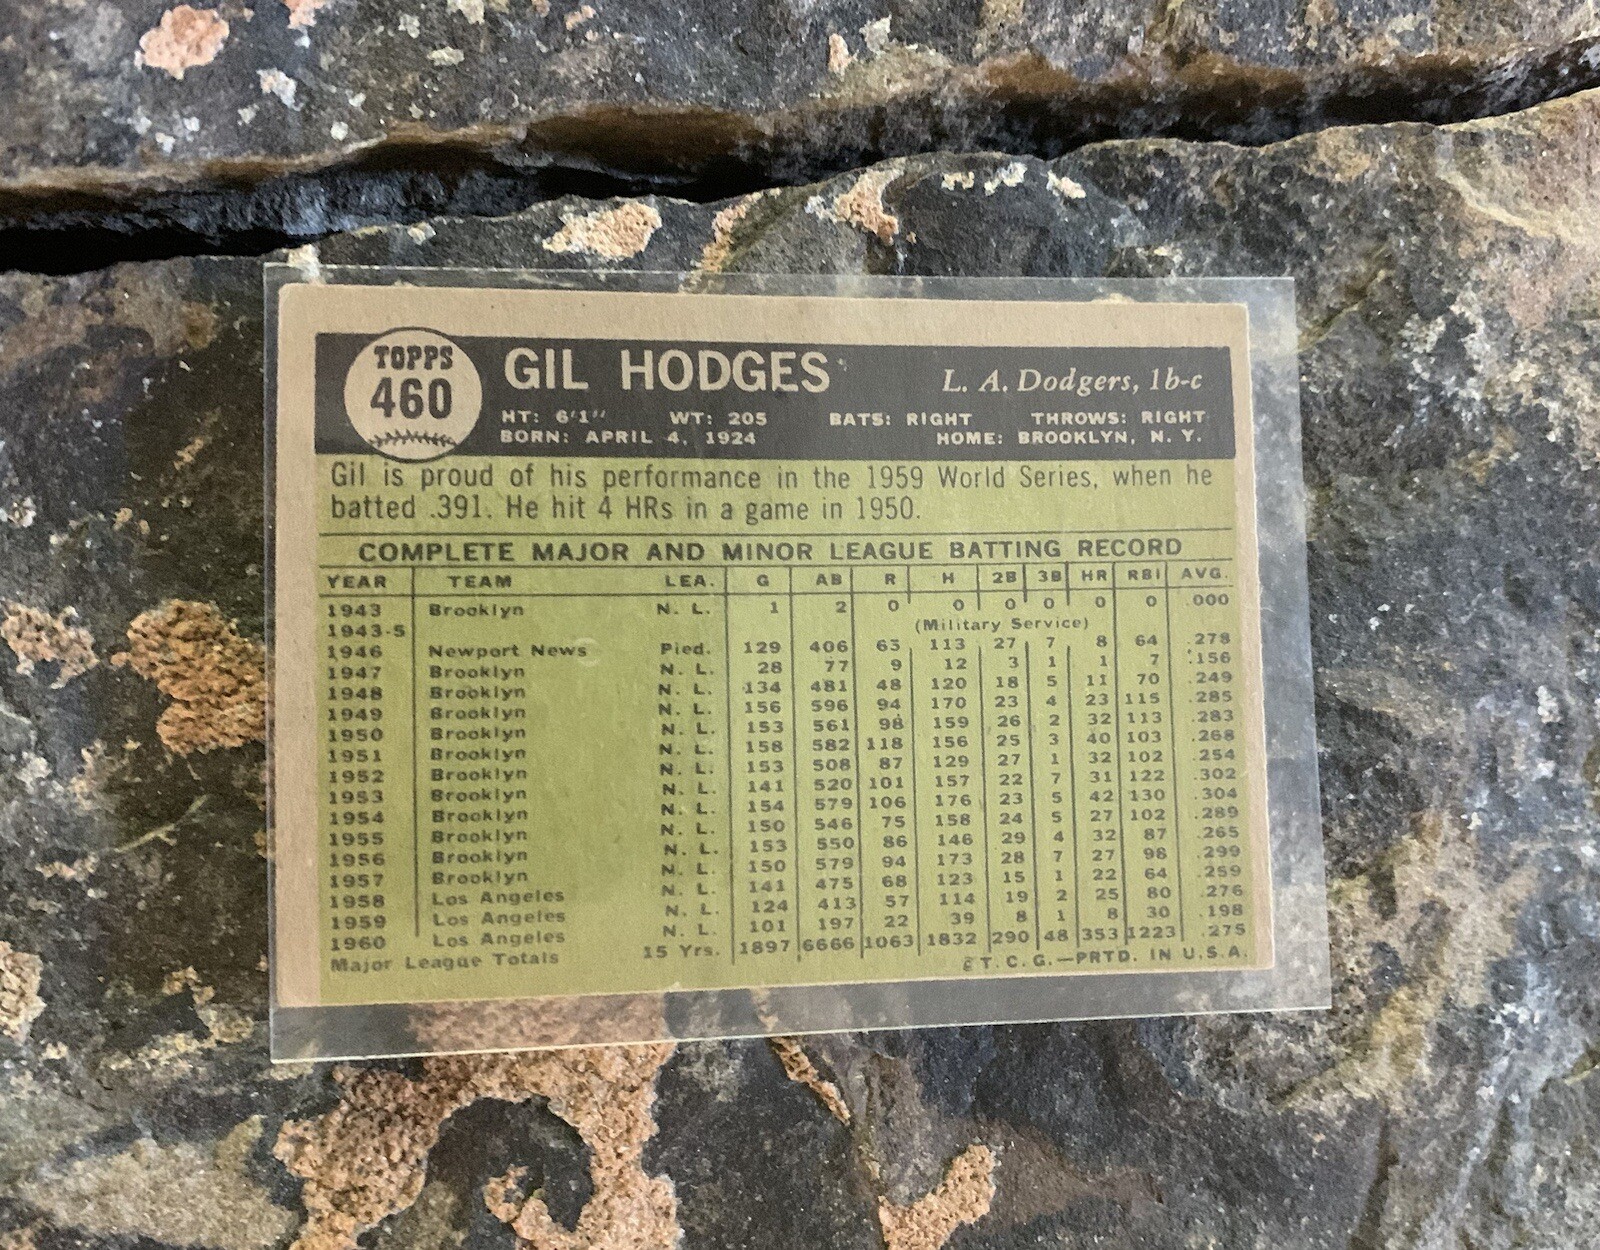 TOPPS
460
GIL HODGES
L. A. Dodgers, 1b-c
HT: 6'1" WT: 205 BATS: RIGHT THROWS: RIGHT
BORN: APRIL 4, 1924 HOME: BROOKLYN, N. Y.
Gil is proud of his performance in the 1959 World Series, when he
batted .391. He hit 4 HRs in a game in 1950.
COMPLETE MAJOR AND MINOR LEAGUE BATTING RECORD
YEAR TEAM LEA. G AB R H 2B 3B HR RBI AVG.
1943 Brooklyn N. L. 1 2 0 0 0 0 0 0 .000
1943-5 (Military Service)
1946 Newport News Pied. 129 406 65 113 27 7 8 64 .278
1947 Brooklyn N. L. 28 77 9 12 3 1 1 7 .156
1948 Brooklyn N. L. 134 481 48 120 18 5 11 70 .249
1949 Brooklyn N. L. 156 596 94 170 23 4 23 115 .285
1950 Brooklyn N. L. 153 561 98 159 26 2 32 113 .283
1951 Brooklyn N. L. 158 582 118 156 25 3 40 103 .268
1952 Brooklyn N. L. 153 508 87 129 27 1 32 102 .254
1953 Brooklyn N. L. 141 520 101 157 22 7 31 122 .302
1954 Brooklyn N. L. 154 579 106 176 23 5 42 130 .304
1955 Brooklyn N. L. 150 546 75 158 24 5 27 102 .289
1956 Brooklyn N. L. 153 550 86 146 29 4 32 87 .265
1957 Brooklyn N. L. 150 579 94 173 28 7 27 98 .299
1958 Los Angeles N. L. 141 475 68 123 15 1 22 64 .259
1959 Los Angeles N. L. 124 413 57 114 19 2 25 80 .276
1960 Los Angeles N. L. 101 197 22 39 8 1 8 30 .198
Major League Totals 15 Yrs. 1897 6666 1063 1832 290 48 353 1223 .275
T. C. G.—PRTD. IN U.S.A.